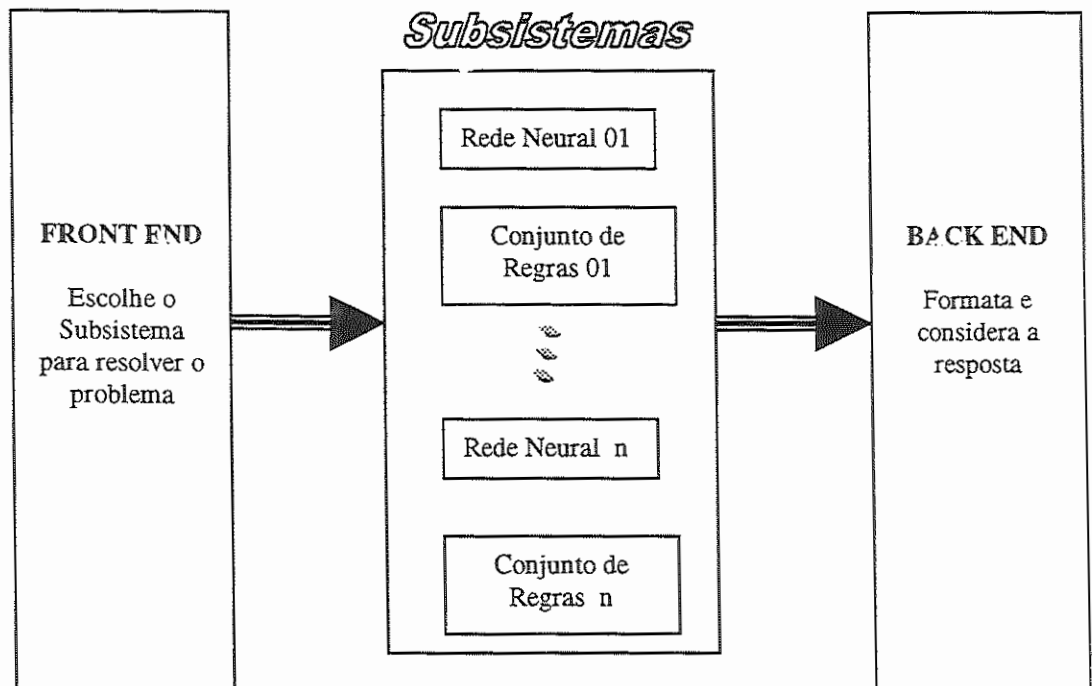 Subsistemas
FRONT END
Escolhe o
Subsistema
para resolver o
problema
Rede Neural 01
Conjunto de
Regras 01
Rede Neural n
Conjunto de
Regras n
BACK END
Formata e
considera a
resposta